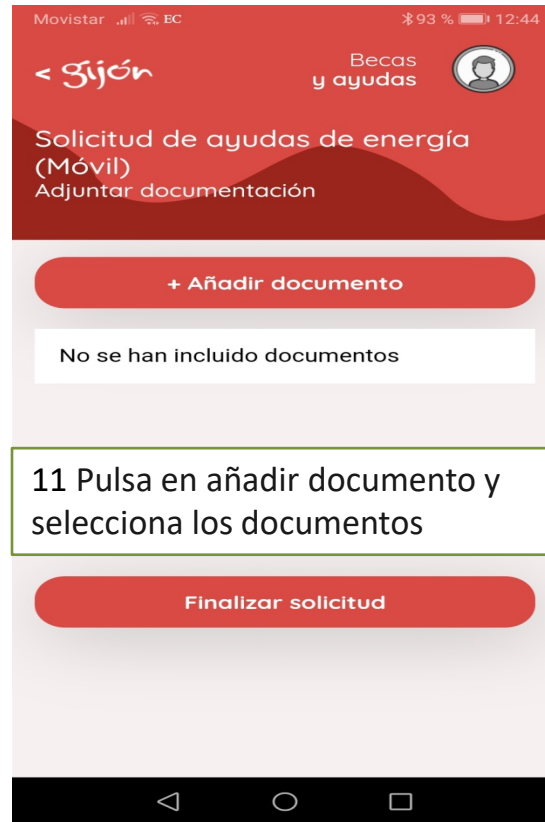 Movistar EC 93 % 12:44
< gijón
Becas
y ayudas
Solicitud de ayudas de energía
(Móvil)
Adjuntar documentación
+ Añadir documento
No se han incluido documentos
11 Pulsa en añadir documento y
selecciona los documentos
Finalizar solicitud